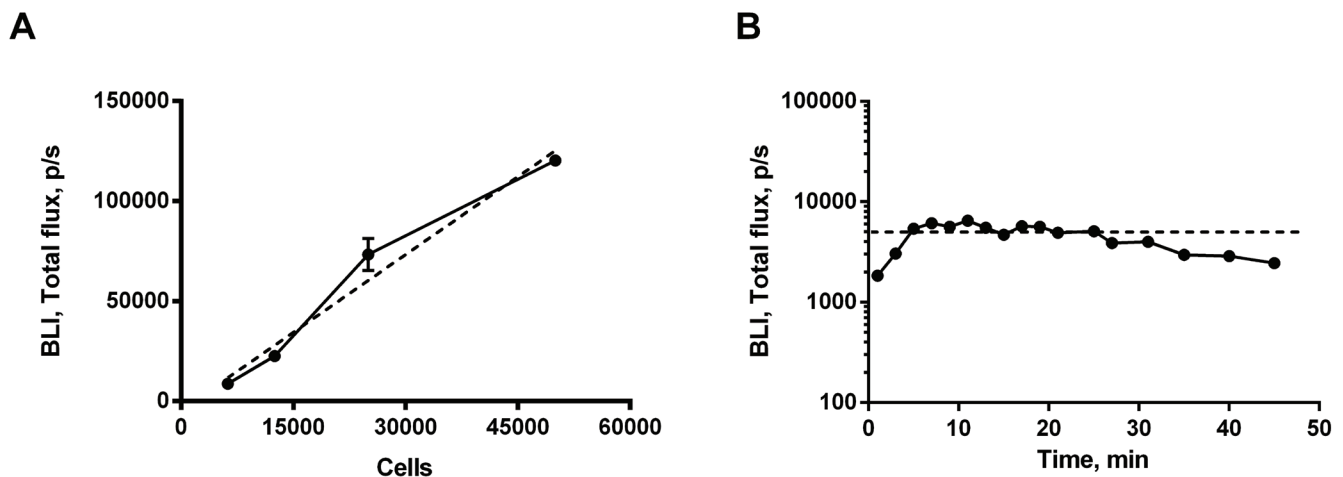 A
BLI, Total flux, p/s
150000
100000
50000
0
0 15000 30000 45000 60000
Cells
B
BLI, Total flux, p/s
100000
10000
1000
100
0 10 20 30 40 50
Time, min